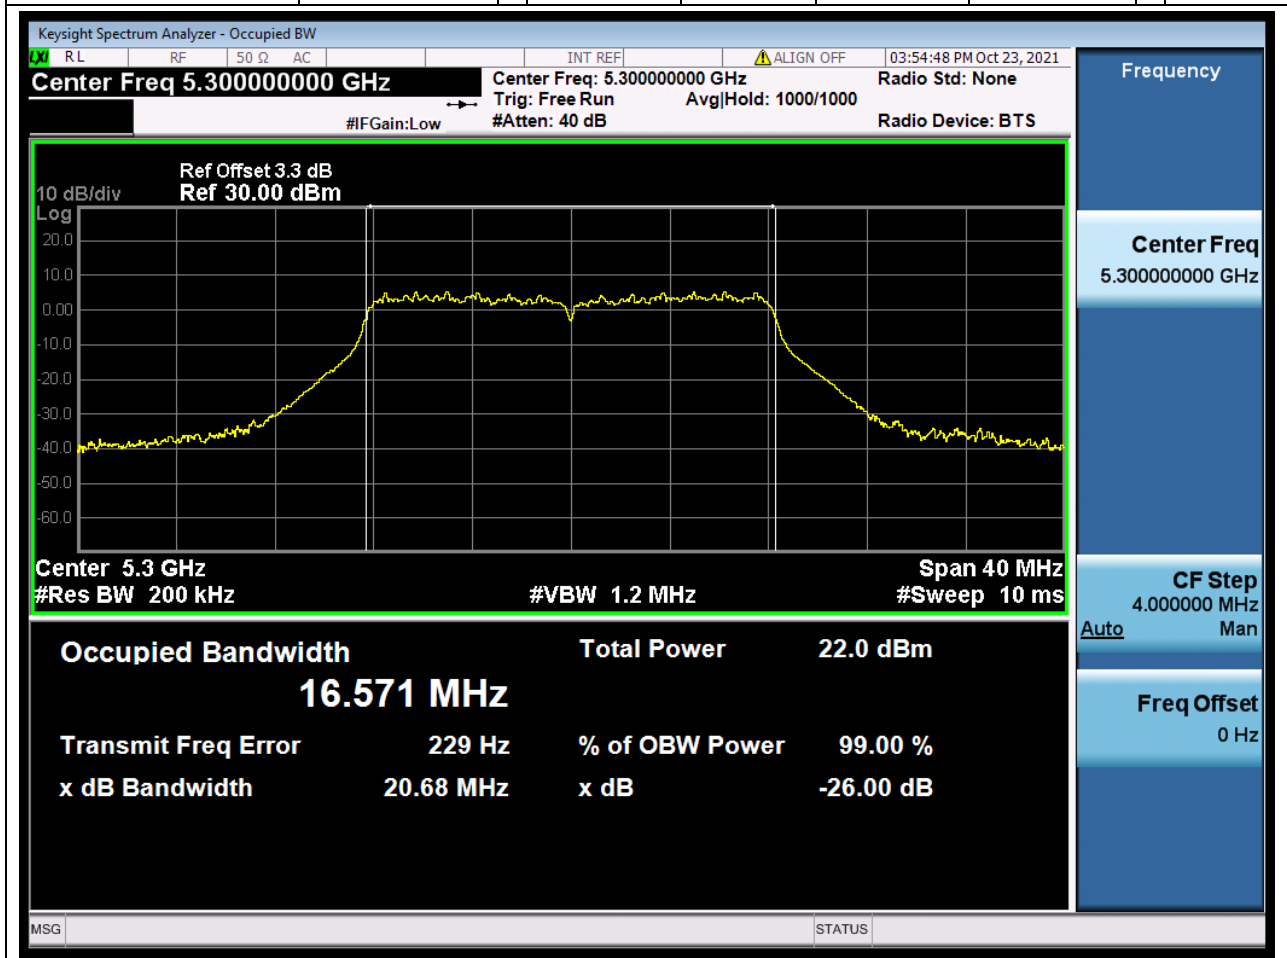 Keysight Spectrum Analyzer - Occupied BW
LXI RL RF 50 Ω AC INT REF ALIGN OFF 03:54:48 PM Oct 23, 2021
Center Freq 5.300000000 GHz
Center Freq: 5.300000000 GHz Radio Std: None
Trig: Free Run Avg|Hold: 1000/1000
#IFGain:Low #Atten: 40 dB Radio Device: BTS
Ref Offset 3.3 dB
10 dB/div Ref 30.00 dBm
Log
20.0
10.0
0.00
-10.0
-20.0
-30.0
-40.0
-50.0
-60.0
Center 5.3 GHz Span 40 MHz
#Res BW 200 kHz #VBW 1.2 MHz #Sweep 10 ms
Occupied Bandwidth Total Power 22.0 dBm
16.571 MHz
Transmit Freq Error 229 Hz % of OBW Power 99.00 %
x dB Bandwidth 20.68 MHz x dB -26.00 dB
MSG STATUS
Frequency
Center Freq
5.300000000 GHz
CF Step
4.000000 MHz
Auto Man
Freq Offset
0 Hz